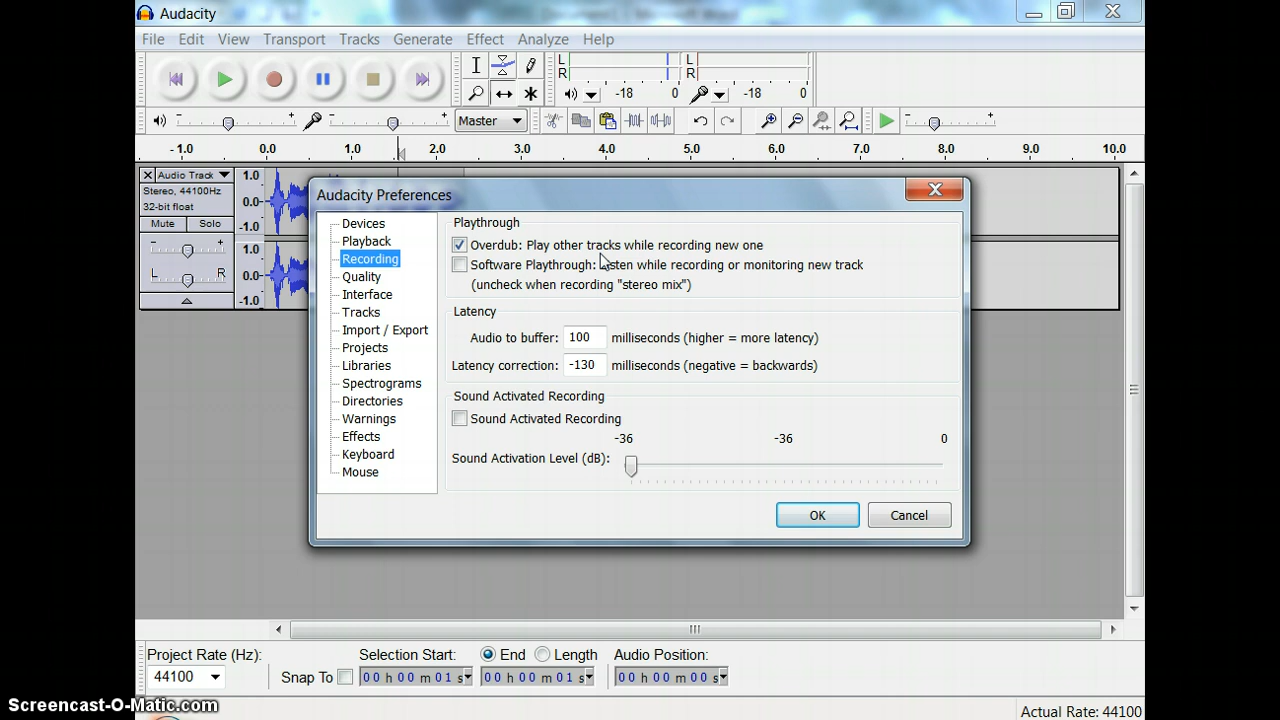 Audacity
File Edit View Transport Tracks Generate Effect Analyze Help
L
R
-18 0
L
R
-18 0
Master
- 1.0 0.0 1.0 2.0 3.0 4.0 5.0 6.0 7.0 8.0 9.0 10.0
Audio Track
Stereo, 44100Hz
32-bit float
Mute Solo
- +
L R
1.0
0.0-
-1.0
1.0
0.0-
-1.0
Audacity Preferences
Devices
Playback
Recording
Quality
Interface
Tracks
Import / Export
Projects
Libraries
Spectrograms
Directories
Warnings
Effects
Keyboard
Mouse
Playthrough
Overdub: Play other tracks while recording new one
Software Playthrough: Listen while recording or monitoring new track
(uncheck when recording "stereo mix")
Latency
Audio to buffer: 100 milliseconds (higher = more latency)
Latency correction: -130 milliseconds (negative = backwards)
Sound Activated Recording
Sound Activated Recording
-36 -36 0
Sound Activation Level (dB):
OK Cancel
Project Rate (Hz):
44100
Snap To
Selection Start:
00 h 00 m 01 s
End Length
00 h 00 m 01 s
Audio Position:
00 h 00 m 00 s
Screencast-O-Matic.com
Actual Rate: 44100